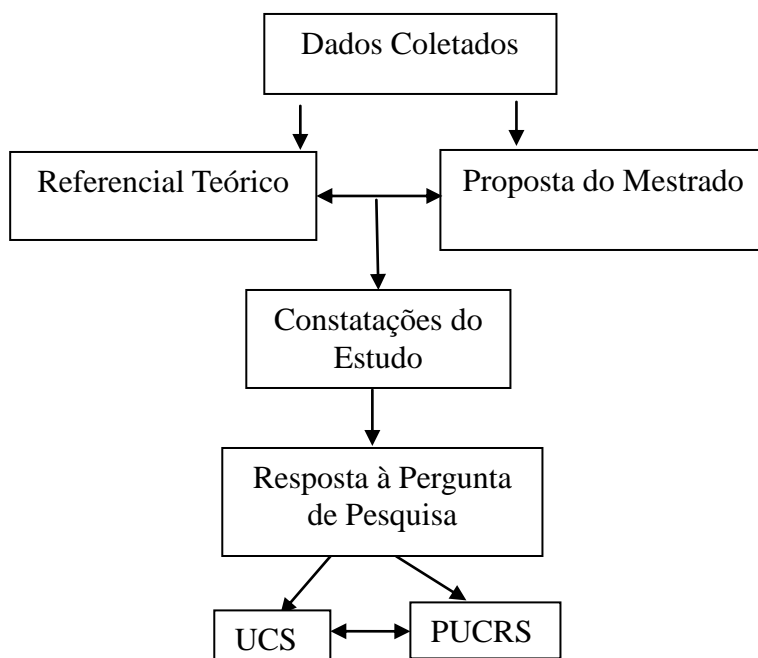 Dados Coletados
Referencial Teórico
Proposta do Mestrado
Constatações do
Estudo
Resposta à Pergunta
de Pesquisa
UCS
PUCRS